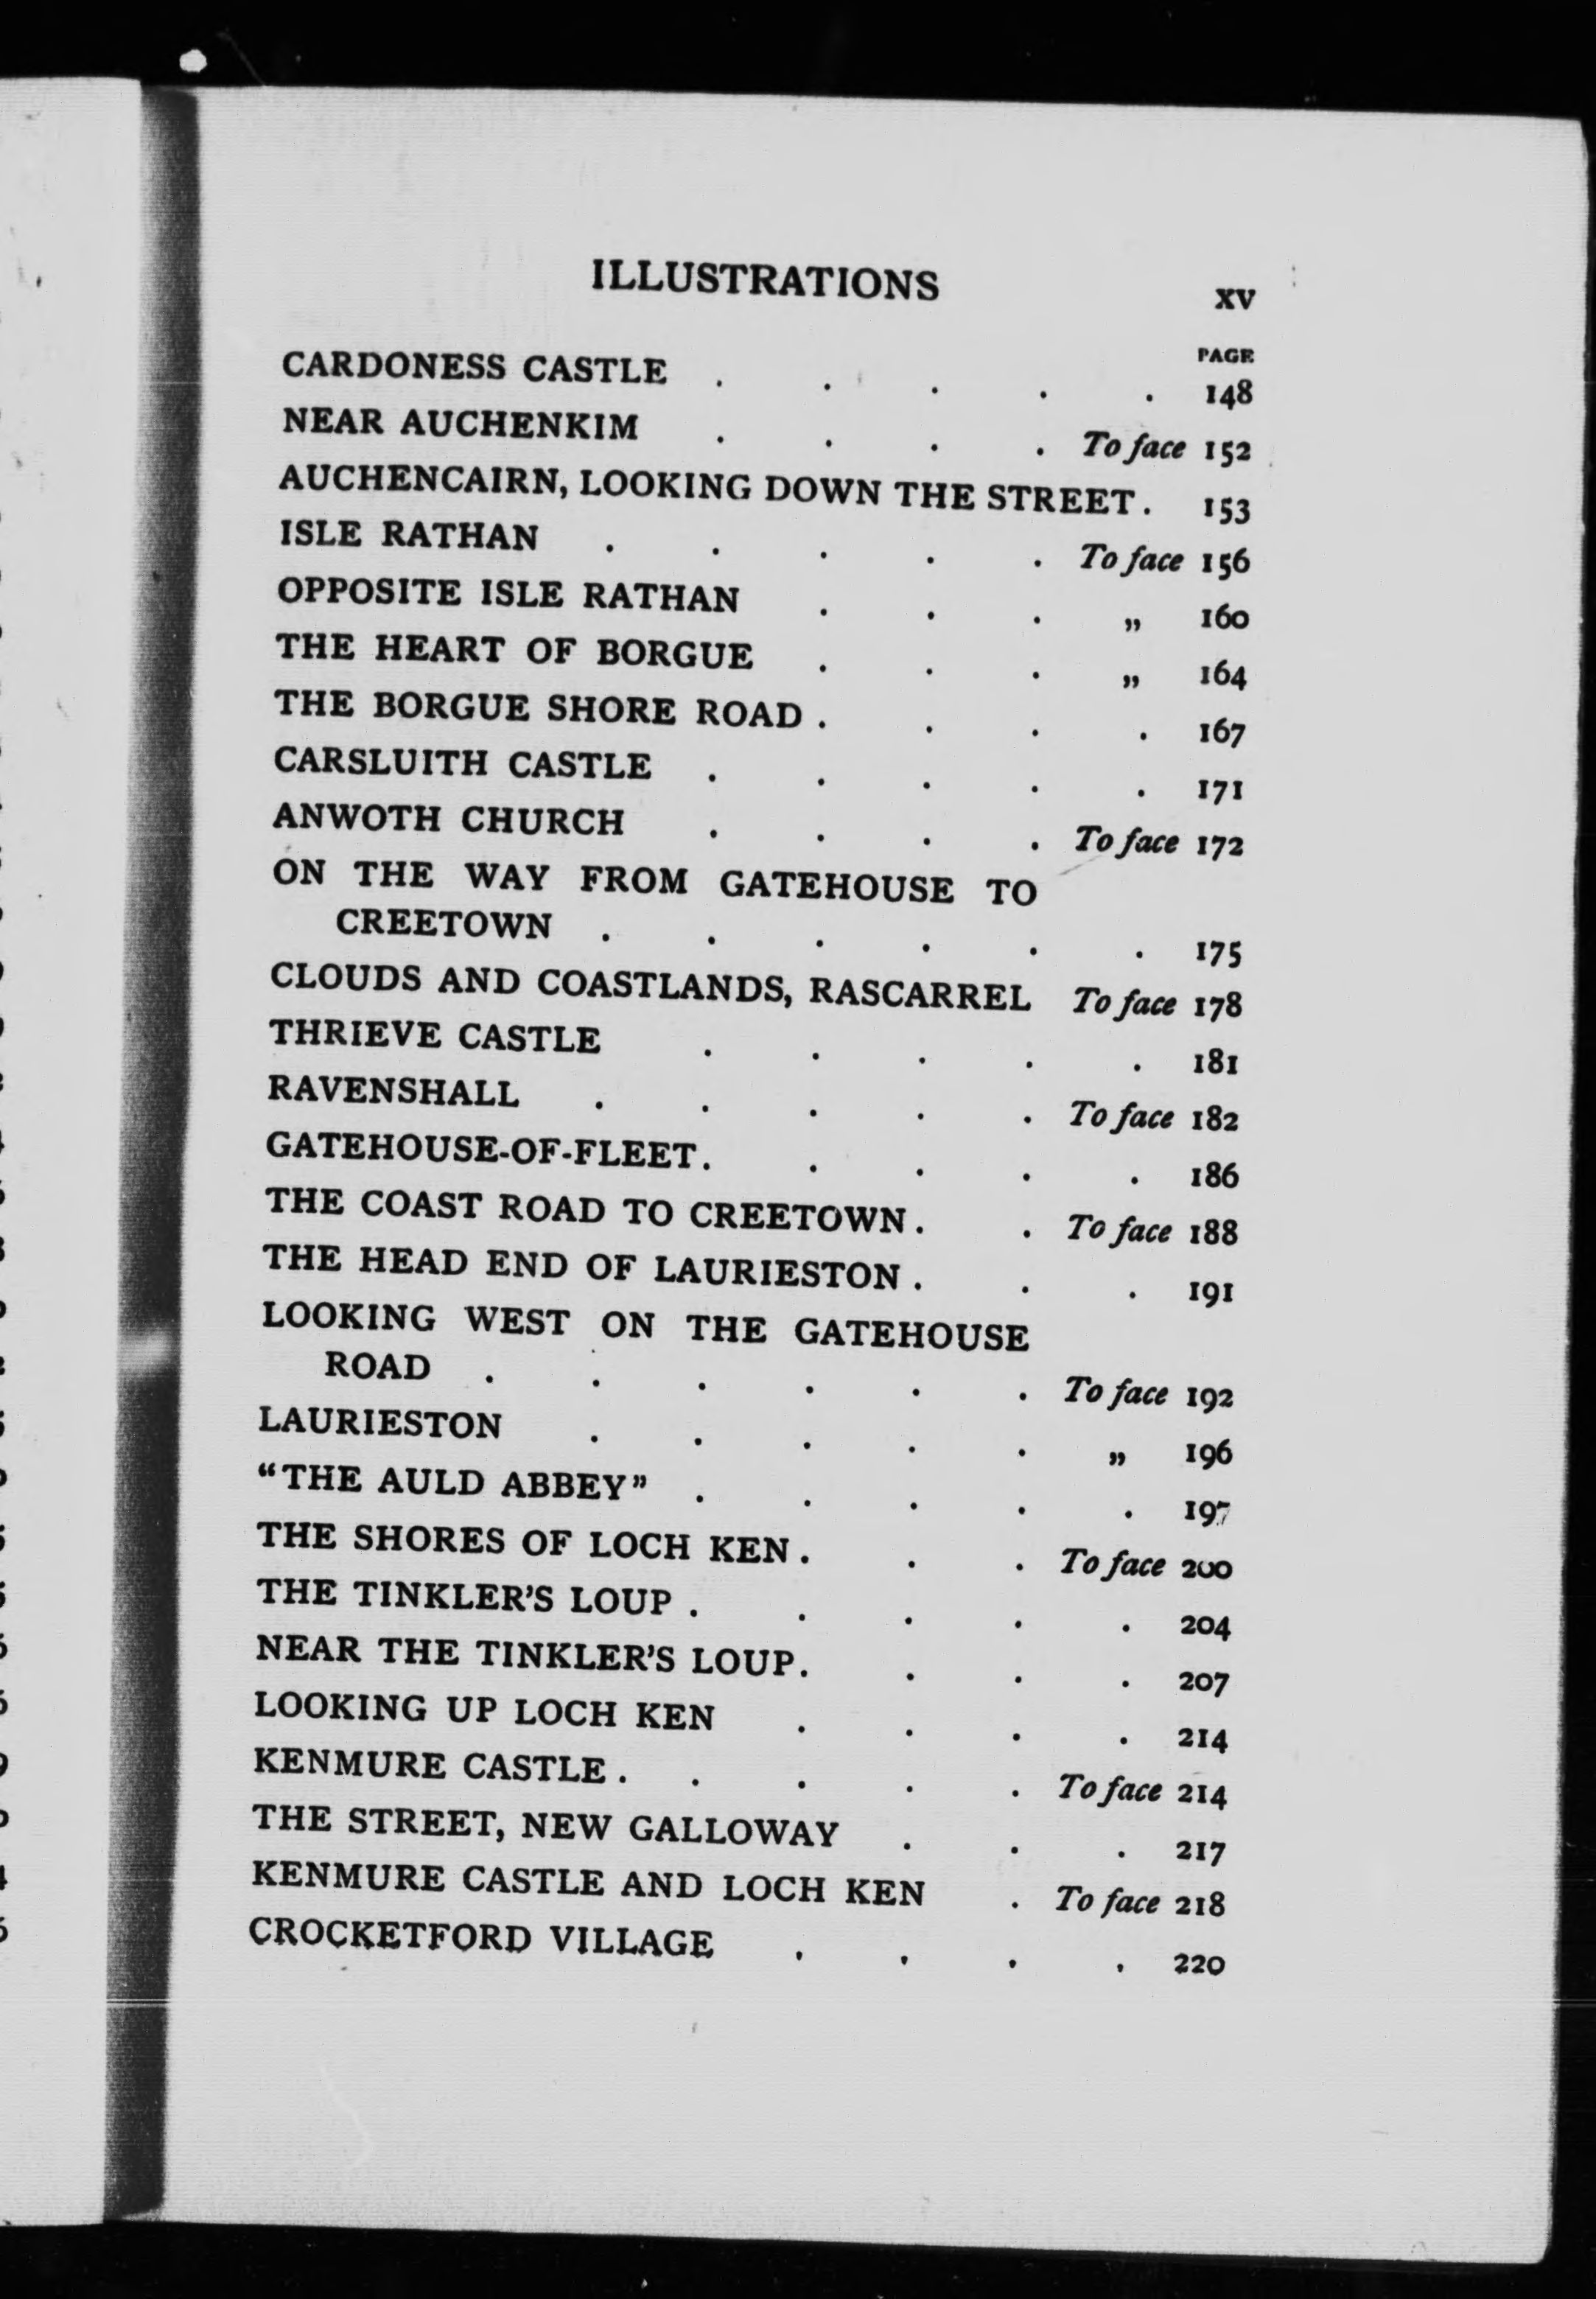 ILLUSTRATIONS xv
PAGE
CARDONESS CASTLE . . . . . 148
NEAR AUCHENKIM . . . . To face 152
AUCHENCAIRN, LOOKING DOWN THE STREET . 153
ISLE RATHAN . . . . . To face 156
OPPOSITE ISLE RATHAN . . . „ 160
THE HEART OF BORGUE . . . „ 164
THE BORGUE SHORE ROAD . . . . 167
CARSLUITH CASTLE . . . . . 171
ANWOTH CHURCH . . . . To face 172
ON THE WAY FROM GATEHOUSE TO
CREETOWN . . . . . . 175
CLOUDS AND COASTLANDS, RASCARREL To face 178
THRIEVE CASTLE . . . . . 181
RAVENSHALL . . . . . To face 182
GATEHOUSE-OF-FLEET . . . . . 186
THE COAST ROAD TO CREETOWN . . To face 188
THE HEAD END OF LAURIESTON . . . 191
LOOKING WEST ON THE GATEHOUSE
ROAD . . . . . . To face 192
LAURIESTON . . . . . „ 196
“THE AULD ABBEY” . . . . . 197
THE SHORES OF LOCH KEN . . . To face 200
THE TINKLER’S LOUP . . . . . 204
NEAR THE TINKLER’S LOUP . . . . 207
LOOKING UP LOCH KEN . . . . 214
KENMURE CASTLE . . . . . To face 214
THE STREET, NEW GALLOWAY . . . 217
KENMURE CASTLE AND LOCH KEN . To face 218
CROCKETFORD VILLAGE . . . . 220